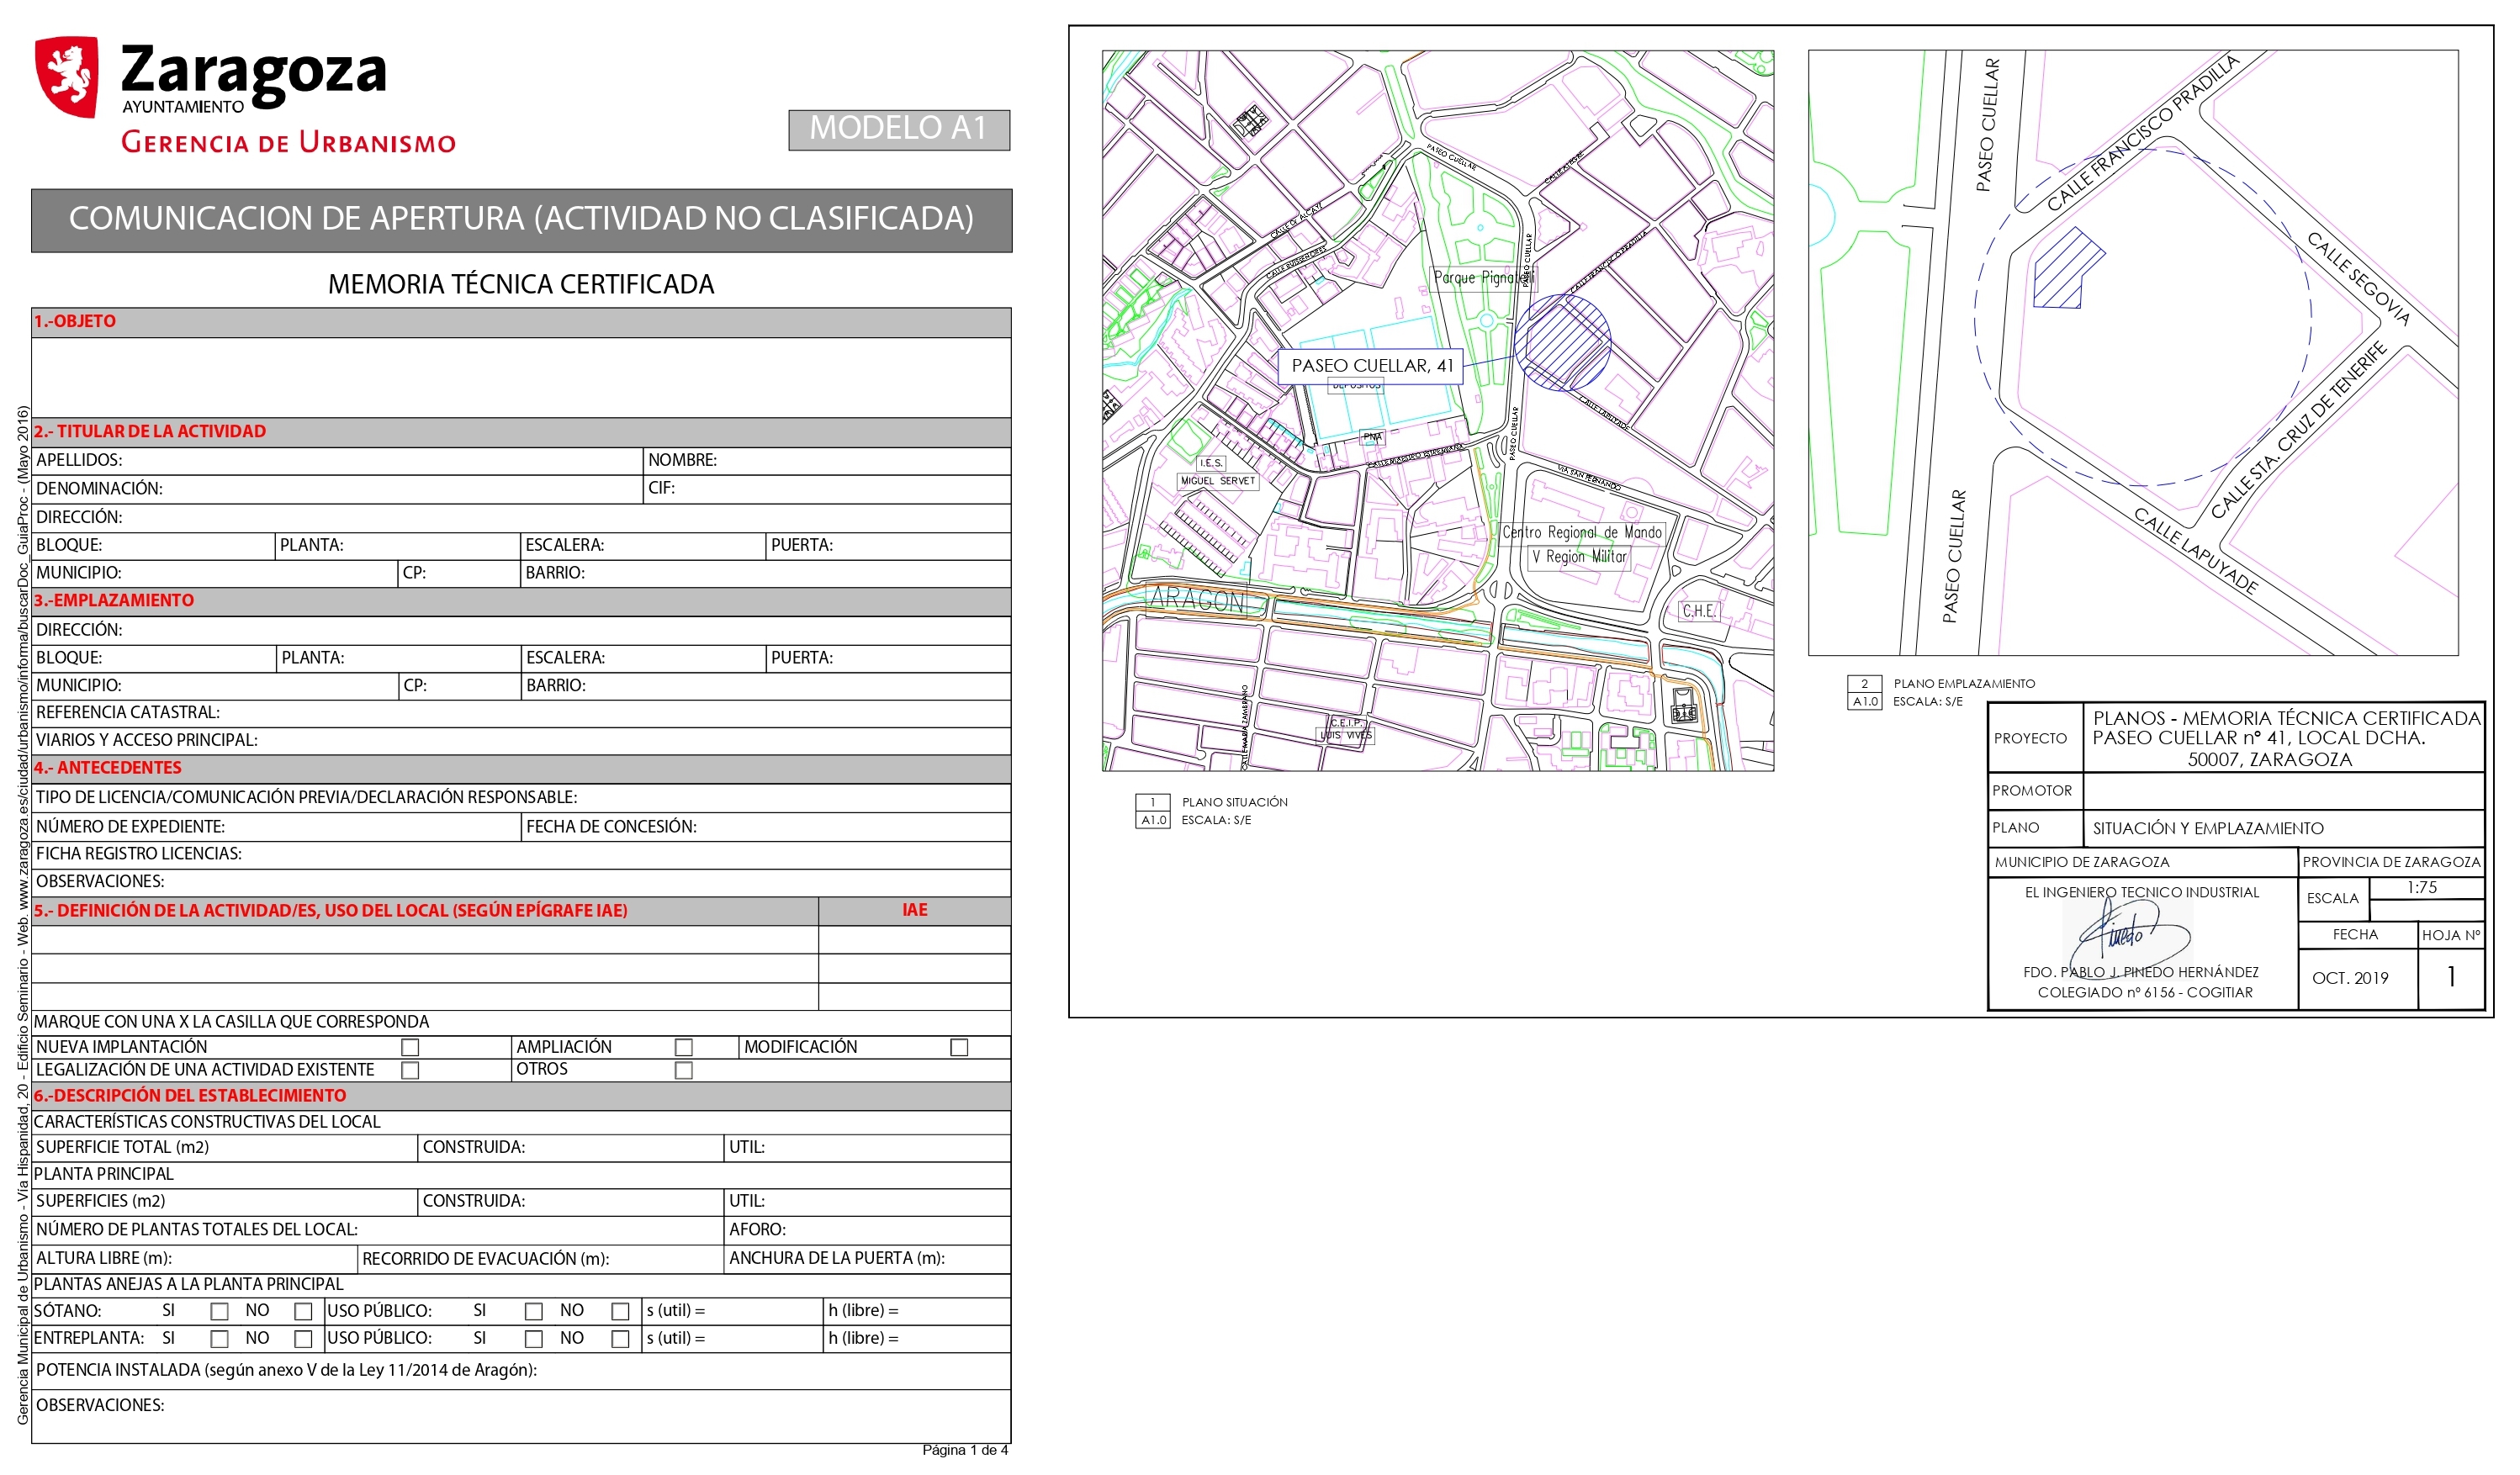 Zaragoza
AYUNTAMIENTO
GERENCIA DE URBANISMO
MODELO A1
COMUNICACION DE APERTURA (ACTIVIDAD NO CLASIFICADA)
MEMORIA TÉCNICA CERTIFICADA
1.-OBJETO
2.- TITULAR DE LA ACTIVIDAD
APELLIDOS: NOMBRE:
DENOMINACIÓN: CIF:
DIRECCIÓN:
BLOQUE: PLANTA: ESCALERA: PUERTA:
MUNICIPIO: CP: BARRIO:
3.-EMPLAZAMIENTO
DIRECCIÓN:
BLOQUE: PLANTA: ESCALERA: PUERTA:
MUNICIPIO: CP: BARRIO:
REFERENCIA CATASTRAL:
VIARIOS Y ACCESO PRINCIPAL:
4.- ANTECEDENTES
TIPO DE LICENCIA/COMUNICACIÓN PREVIA/DECLARACIÓN RESPONSABLE:
NÚMERO DE EXPEDIENTE: FECHA DE CONCESIÓN:
FICHA REGISTRO LICENCIAS:
OBSERVACIONES:
5.- DEFINICIÓN DE LA ACTIVIDAD/ES, USO DEL LOCAL (SEGÚN EPÍGRAFE IAE) IAE
MARQUE CON UNA X LA CASILLA QUE CORRESPONDA
NUEVA IMPLANTACIÓN AMPLIACIÓN MODIFICACIÓN
LEGALIZACIÓN DE UNA ACTIVIDAD EXISTENTE OTROS
6.-DESCRIPCIÓN DEL ESTABLECIMIENTO
CARACTERÍSTICAS CONSTRUCTIVAS DEL LOCAL
SUPERFICIE TOTAL (m2) CONSTRUIDA: UTIL:
PLANTA PRINCIPAL
SUPERFICIES (m2) CONSTRUIDA: UTIL:
NÚMERO DE PLANTAS TOTALES DEL LOCAL: AFORO:
ALTURA LIBRE (m): RECORRIDO DE EVACUACIÓN (m): ANCHURA DE LA PUERTA (m):
PLANTAS ANEJAS A LA PLANTA PRINCIPAL
SÓTANO: SI NO USO PÚBLICO: SI NO s (util) = h (libre) =
ENTREPLANTA: SI NO USO PÚBLICO: SI NO s (util) = h (libre) =
POTENCIA INSTALADA (según anexo V de la Ley 11/2014 de Aragón):
OBSERVACIONES:
Página 1 de 4
Gerencia Municipal de Urbanismo - Vía Hispanidad, 20 - Edificio Seminario - Web. www.zaragoza.es/ciudad/urbanismo/informa/buscarDoc_GuiaProc - (Mayo 2016)
PASEO CUELLAR
CALLE FRANCISCO PRADILLA
PASEO CUELLAR
Parque Pignatelli
PASEO CUELLAR, 41
DEPOSITOS
CALLE LAPUYADE
PASEO CUELLAR
PNA
I.E.S.
MIGUEL SERVET
VIA SAN FERNANDO
Centro Regional de Mando
V Region Militar
ARAGON
C.H.E.
C.E.I.P.
LUIS VIVES
1 PLANO SITUACIÓN
A1.0 ESCALA: S/E
PASEO CUELLAR
CALLE FRANCISCO PRADILLA
CALLE SEGOVIA
CALLE STA. CRUZ DE TENERIFE
CALLE LAPUYADE
PASEO CUELLAR
2 PLANO EMPLAZAMIENTO
A1.0 ESCALA: S/E
PROYECTO
PLANOS - MEMORIA TÉCNICA CERTIFICADA
PASEO CUELLAR nº 41, LOCAL DCHA.
50007, ZARAGOZA
PROMOTOR
PLANO SITUACIÓN Y EMPLAZAMIENTO
MUNICIPIO DE ZARAGOZA PROVINCIA DE ZARAGOZA
EL INGENIERO TECNICO INDUSTRIAL
Pinedo
FDO. PABLO J. PINEDO HERNÁNDEZ
COLEGIADO nº 6156 - COGITIAR
ESCALA 1:75
FECHA HOJA Nº
OCT. 2019 1